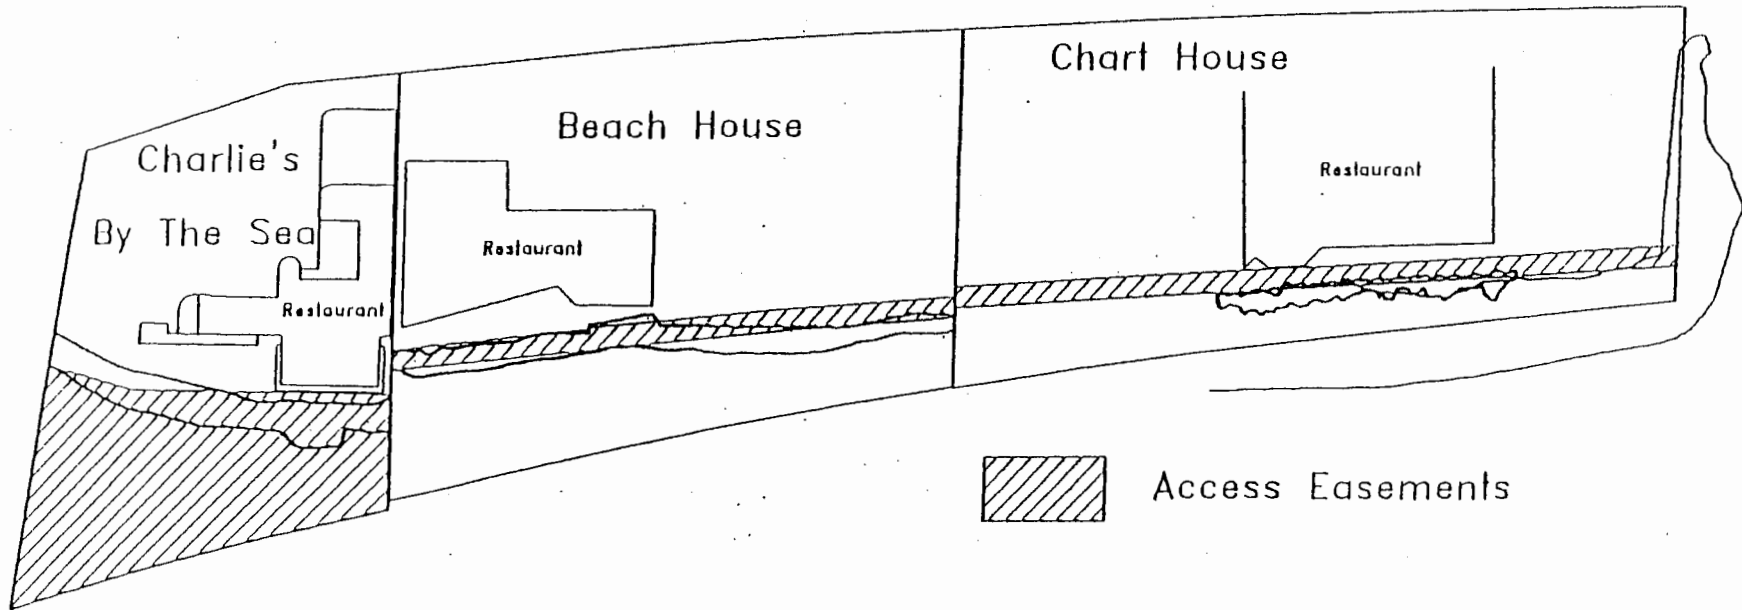 Charlie's
By The Sea
Restaurant
Beach House
Restaurant
Chart House
Restaurant
Access Easements